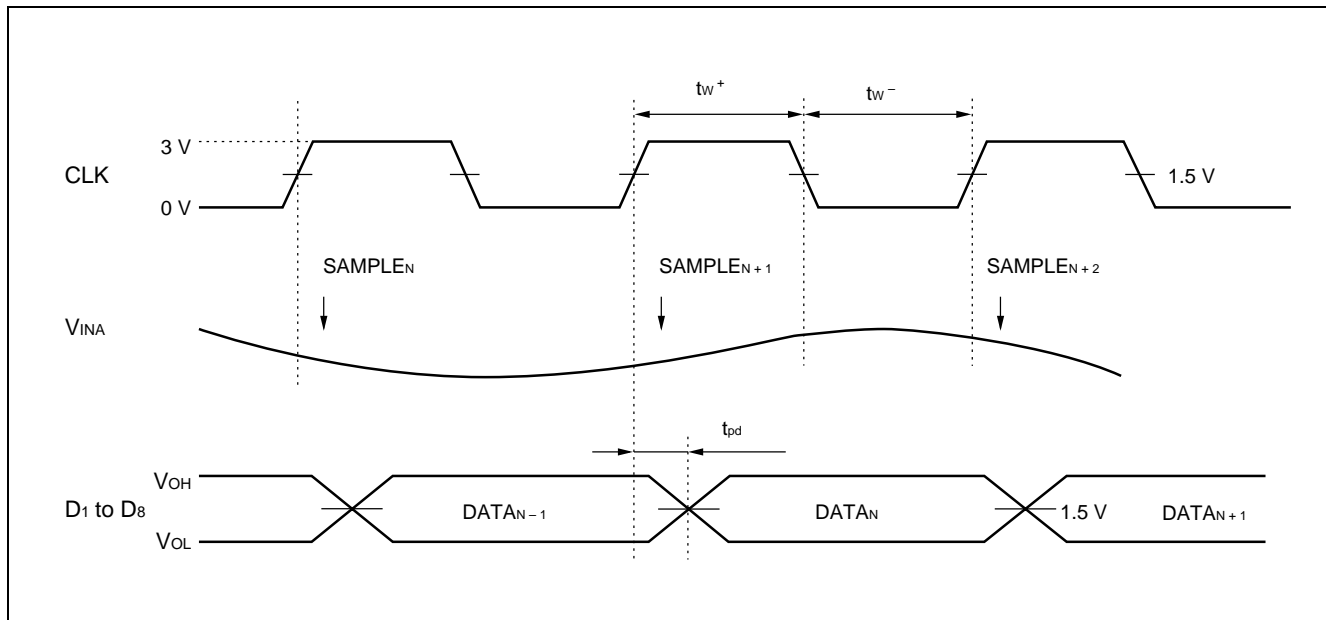 tW+ tW–
3 V
CLK
1.5 V
0 V
SAMPLEN SAMPLEN + 1 SAMPLEN + 2
VINA
tpd
VOH
D1 to D8 DATAN – 1 DATAN 1.5 V DATAN + 1
VOL